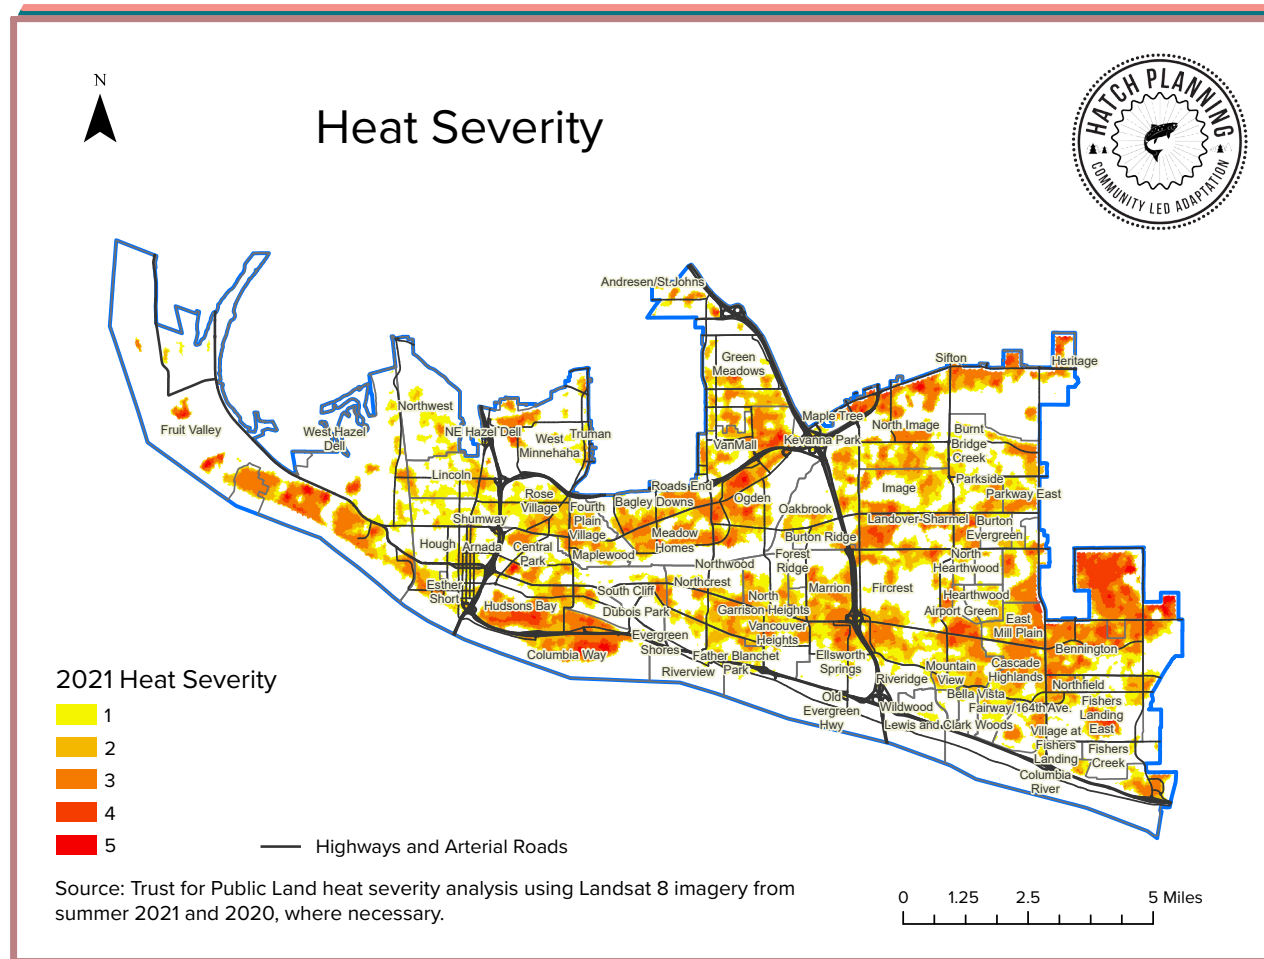 N
Heat Severity
HATCH PLANNING
COMMUNITY LED ADAPTATION
Andresen/St.Johns
Green
Meadows
Sifton
Heritage
Northwest
Maple Tree
North Image
Burnt
Bridge
Creek
Fruit Valley
West Hazel
Dell
NE Hazel Dell
West
Minnehaha
Truman
VanMall
Kevanna Park
Lincoln
Rose
Village
Roads End
Bagley Downs
Ogden
Image
Parkside
Parkway East
Shumway
Fourth
Plain
Village
Oakbrook
Landover-Sharmel
Burton
Evergreen
Hough
Arnada
Central
Park
Maplewood
Meadow
Homes
Burton Ridge
Northwood
Forest
Ridge
North
Hearthwood
Esther
Short
Hudsons Bay
South Cliff
Northcrest
Dubois Park
North
Garrison Heights
Marrion
Fircrest
Hearthwood
Airport Green
East
Mill Plain
Vancouver
Heights
Evergreen
Shores
Columbia Way
Father Blanchet
Park
Riverview
Ellsworth
Springs
Bennington
Mountain
View
Cascade
Highlands
Riveridge
Bella Vista
Northfield
Old
Evergreen
Hwy
Wildwood
Fairway/164th Ave.
Lewis and Clark Woods
Fishers
Landing
East
Village at
Fishers
Landing
Fishers
Creek
Columbia
River
2021 Heat Severity
1
2
3
4
5
Highways and Arterial Roads
Source: Trust for Public Land heat severity analysis using Landsat 8 imagery from
summer 2021 and 2020, where necessary.
0 1.25 2.5 5 Miles